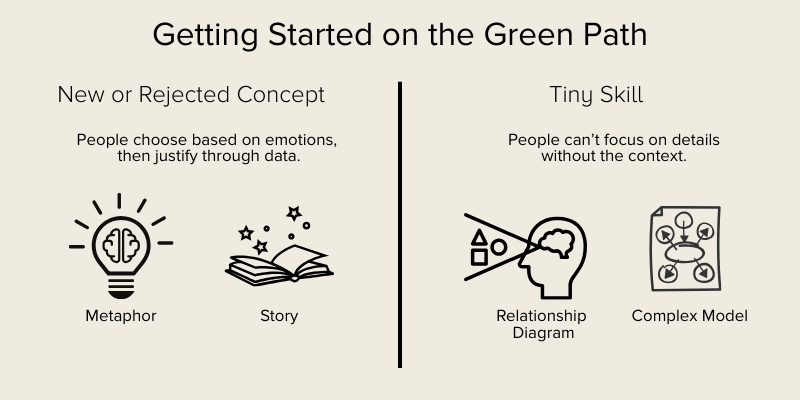 Getting Started on the Green Path
New or Rejected Concept
People choose based on emotions,
then justify through data.
Metaphor
Story
Tiny Skill
People can’t focus on details
without the context.
Relationship
Diagram
Complex Model